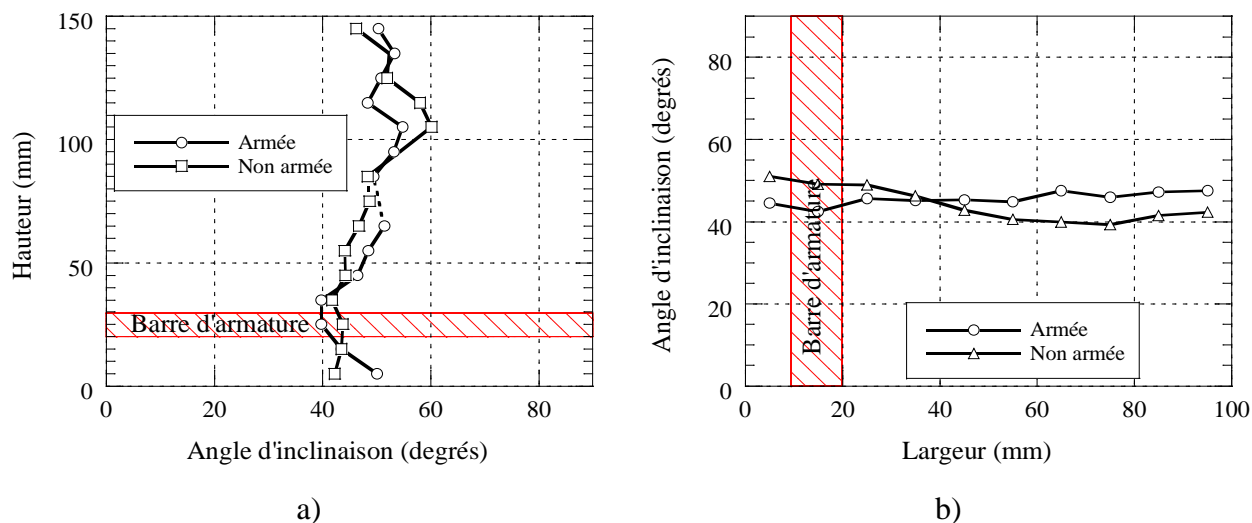 150
100
50
0
Hauteur (mm)
Armée
Non armée
Barre d'armature
0 20 40 60 80
Angle d'inclinaison (degrés)
a)
80
60
40
20
0
Angle d'inclinaison (degrés)
Barre d'armature
Armée
Non armée
0 20 40 60 80 100
Largeur (mm)
b)